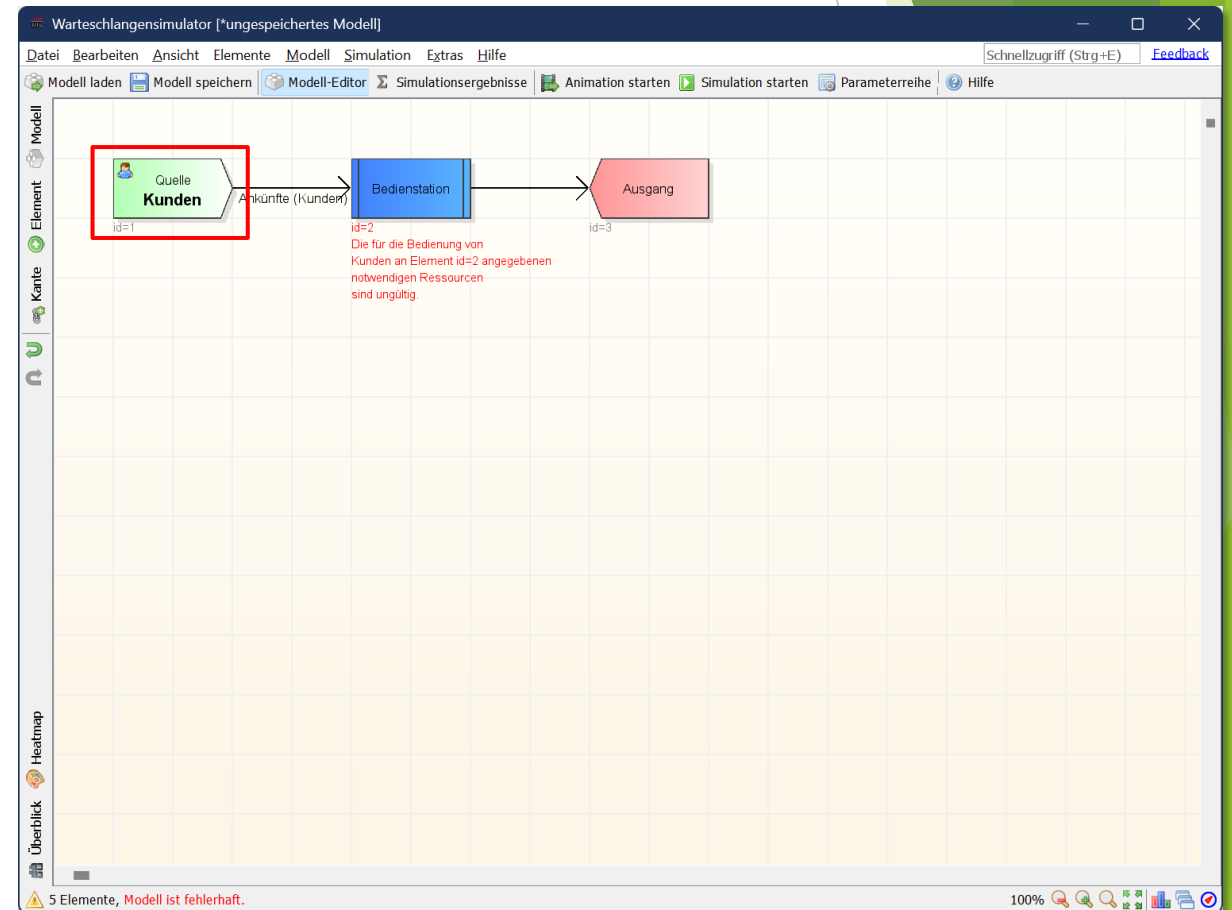 Warteschlangensimulator [*ungespeichertes Modell]
Datei Bearbeiten Ansicht Elemente Modell Simulation Extras Hilfe Schnellzugriff (Strg+E) Feedback
Modell laden Modell speichern Modell-Editor Σ Simulationsergebnisse Animation starten Simulation starten Parameterreihe Hilfe
Modell
Element
Kante
Heatmap
Überblick
Quelle
Kunden
id=1
Ankünfte (Kunden)
Bedienstation
id=2
Die für die Bedienung von
Kunden an Element id=2 angegebenen
notwendigen Ressourcen
sind ungültig.
Ausgang
id=3
5 Elemente, Modell ist fehlerhaft. 100%